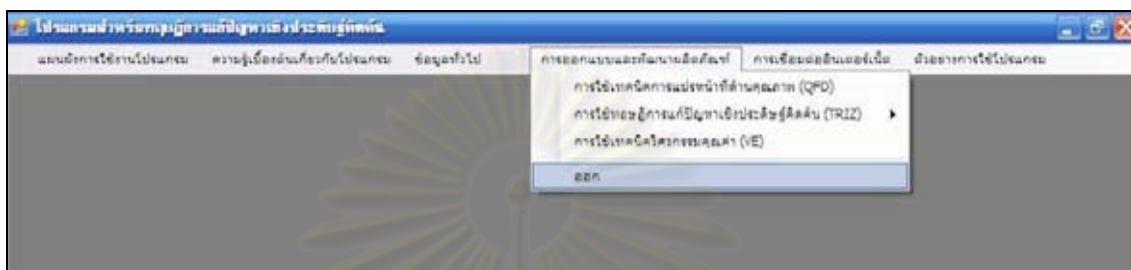 โปรแกรมสำหรับทฤษฎีการแก้ปัญหาเชิงประดิษฐ์คิดค้น
แผนผังการใช้งานโปรแกรม ความรู้เบื้องต้นเกี่ยวกับโปรแกรม ข้อมูลทั่วไป การออกแบบและพัฒนาผลิตภัณฑ์ การเชื่อมต่ออินเตอร์เน็ต ตัวอย่างการใช้โปรแกรม
การใช้เทคนิคการแปรหน้าที่ด้านคุณภาพ (QFD)
การใช้ทฤษฎีการแก้ปัญหาเชิงประดิษฐ์คิดค้น (TRIZ)
การใช้เทคนิควิศวกรรมคุณค่า (VE)
ออก